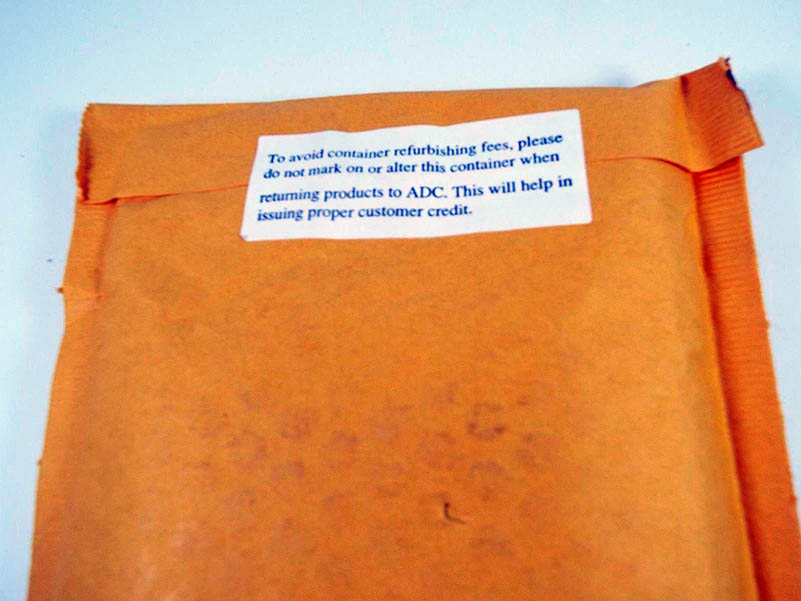 To avoid container refurbishing fees, please
do not mark on or alter this container when
returning products to ADC. This will help in
issuing proper customer credit.